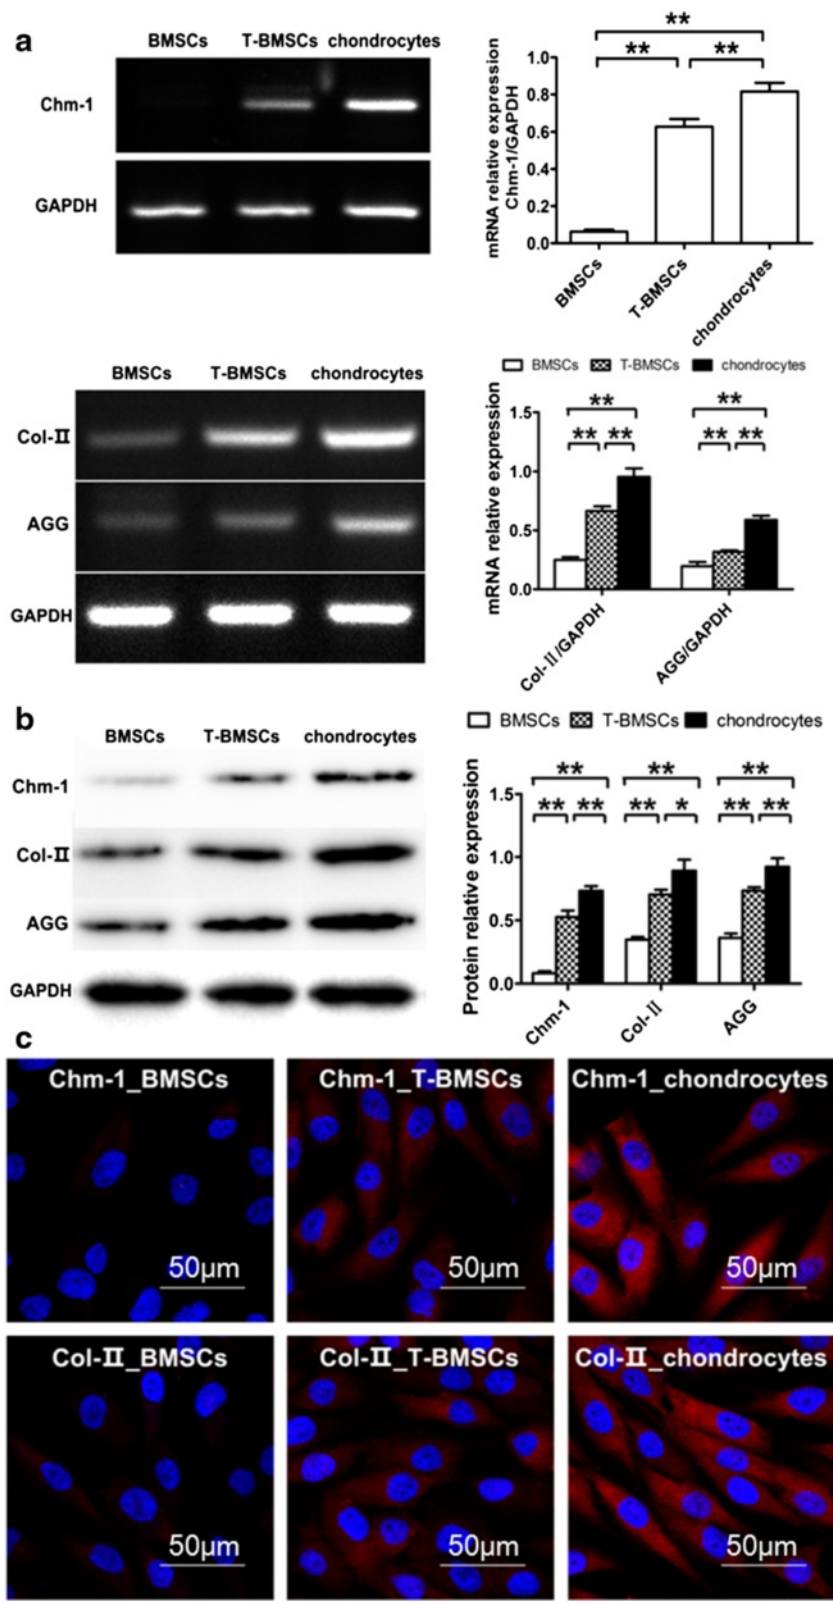 a
BMSCs T-BMSCs chondrocytes
Chm-1
GAPDH
**
** **
mRNA relative expression
Chm-1/GAPDH
1.0
0.8
0.6
0.4
0.2
0.0
BMSCs
T-BMSCs
chondrocytes
BMSCs T-BMSCs chondrocytes
Col-II
AGG
GAPDH
BMSCs T-BMSCs chondrocytes
mRNA relative expression
1.5
1.0
0.5
0.0
** **
** ** ** **
Col-II/GAPDH
AGG/GAPDH
b
BMSCs T-BMSCs chondrocytes
Chm-1
Col-II
AGG
GAPDH
BMSCs T-BMSCs chondrocytes
Protein relative expression
1.5
1.0
0.5
0.0
** ** **
** ** ** * ** **
Chm-1
Col-II
AGG
c
Chm-1_BMSCs Chm-1_T-BMSCs Chm-1_chondrocytes
50μm 50μm 50μm
Col-II_BMSCs Col-II_T-BMSCs Col-II_chondrocytes
50μm 50μm 50μm